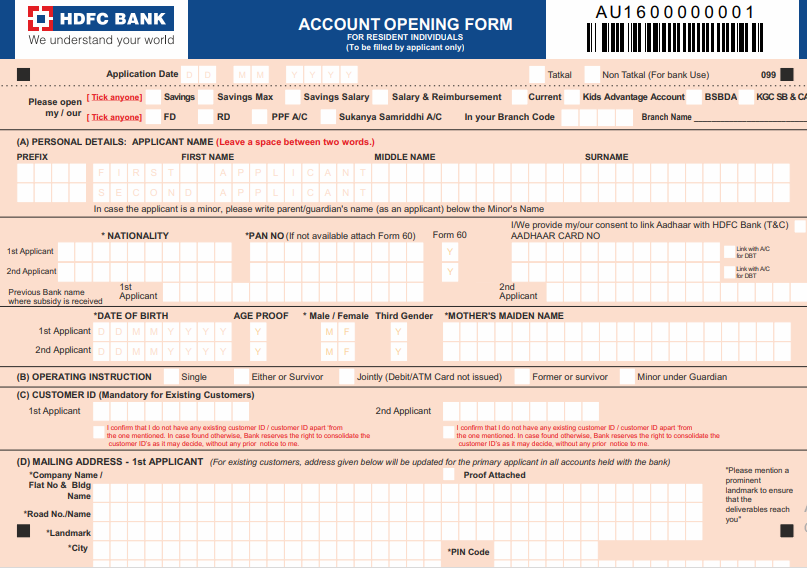 HDFC BANK
We understand your world
ACCOUNT OPENING FORM
FOR RESIDENT INDIVIDUALS
(To be filled by applicant only)
AU1600000001
Application Date D D M M Y Y Y Y
Tatkal Non Tatkal (For bank Use) 099
Please open my / our
[ Tick anyone] Savings Savings Max Savings Salary Salary & Reimbursement Current Kids Advantage Account BSBDA KGC SB & CA
[ Tick anyone] FD RD PPF A/C Sukanya Samriddhi A/C In your Branch Code Branch Name
(A) PERSONAL DETAILS: APPLICANT NAME (Leave a space between two words.)
PREFIX FIRST NAME MIDDLE NAME SURNAME
F I R S T A P P L I C A N T
S E C O N D A P P L I C A N T
In case the applicant is a minor, please write parent/guardian's name (as an applicant) below the Minor's Name
I/We provide my/our consent to link Aadhaar with HDFC Bank (T&C)
* NATIONALITY *PAN NO (If not available attach Form 60) Form 60 AADHAAR CARD NO
1st Applicant Y Link with A/C for DBT
2nd Applicant Y Link with A/C for DBT
Previous Bank name where subsidy is received 1st Applicant 2nd Applicant
*DATE OF BIRTH AGE PROOF * Male / Female Third Gender *MOTHER'S MAIDEN NAME
1st Applicant D D M M Y Y Y Y Y M F Y
2nd Applicant D D M M Y Y Y Y Y M F Y
(B) OPERATING INSTRUCTION Single Either or Survivor Jointly (Debit/ATM Card not issued) Former or survivor Minor under Guardian
(C) CUSTOMER ID (Mandatory for Existing Customers)
1st Applicant 2nd Applicant
I confirm that I do not have any existing customer ID / customer ID apart 'from
the one mentioned. In case found otherwise, Bank reserves the right to consolidate the
customer ID's as it may decide, without any prior notice to me.
I confirm that I do not have any existing customer ID / customer ID apart 'from
the one mentioned. In case found otherwise, Bank reserves the right to consolidate the
customer ID's as it may decide, without any prior notice to me.
(D) MAILING ADDRESS - 1st APPLICANT (For existing customers, address given below will be updated for the primary applicant in all accounts held with the bank)
*Company Name / Proof Attached
Flat No & Bldg
Name
*Road No./Name
*Landmark
*City *PIN Code
"Please mention a
prominent
landmark to ensure
that the
deliverables reach
you"